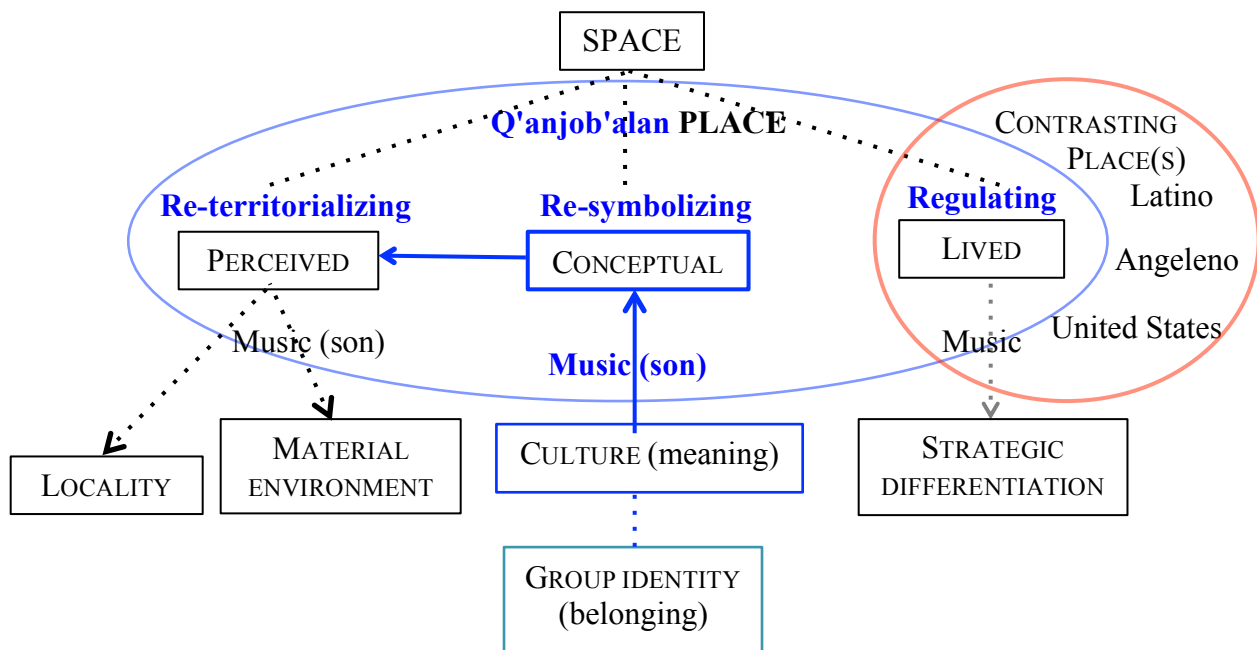 SPACE
Q'anjob'alan PLACE
CONTRASTING
PLACE(S)
Latino
Angeleno
United States
Re-territorializing
Re-symbolizing
Regulating
PERCEIVED
CONCEPTUAL
LIVED
Music (son)
Music (son)
Music
LOCALITY
MATERIAL
ENVIRONMENT
CULTURE (meaning)
STRATEGIC
DIFFERENTIATION
GROUP IDENTITY
(belonging)